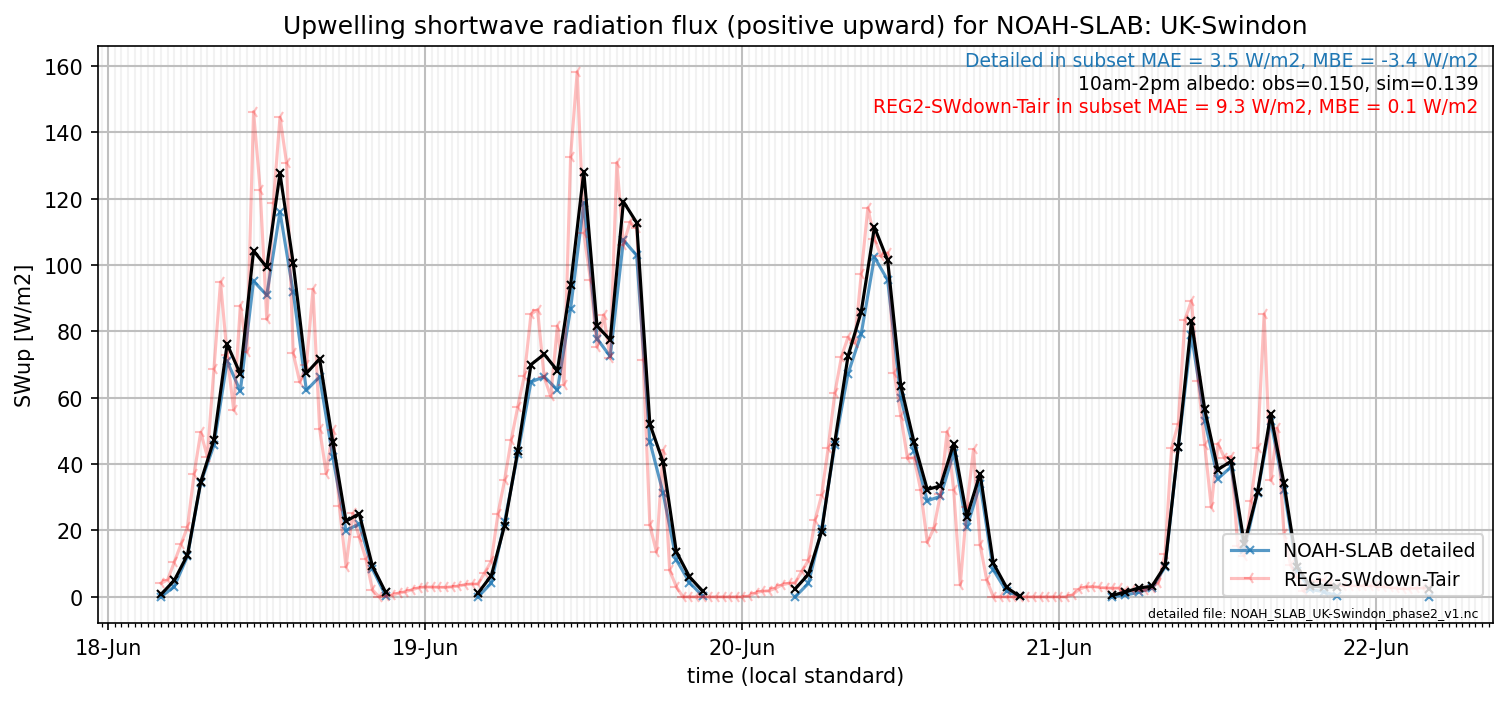 Upwelling shortwave radiation flux (positive upward) for NOAH-SLAB: UK-Swindon
Detailed in subset MAE = 3.5 W/m2, MBE = -3.4 W/m2
10am-2pm albedo: obs=0.150, sim=0.139
REG2-SWdown-Tair in subset MAE = 9.3 W/m2, MBE = 0.1 W/m2
SWup [W/m2]
160
140
120
100
80
60
40
20
0
NOAH-SLAB detailed
REG2-SWdown-Tair
detailed file: NOAH_SLAB_UK-Swindon_phase2_v1.nc
18-Jun
19-Jun
20-Jun
21-Jun
22-Jun
time (local standard)